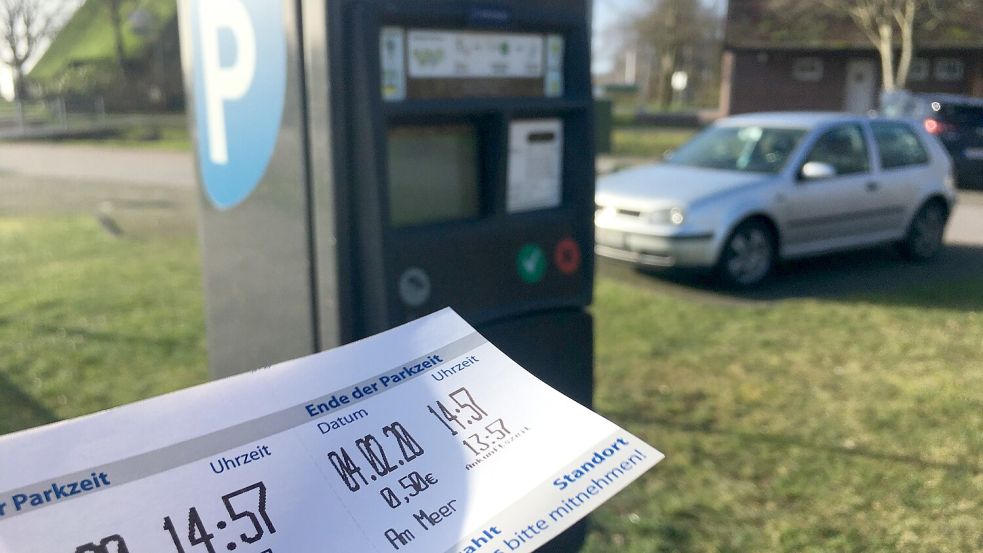 P
Ende der Parkzeit
Datum Uhrzeit
04.02.20 14:57
13:57
Ankunftszeit
0,50€
Am Meer
Standort
bitte mitnehmen!
r Parkzeit
Uhrzeit
14:57